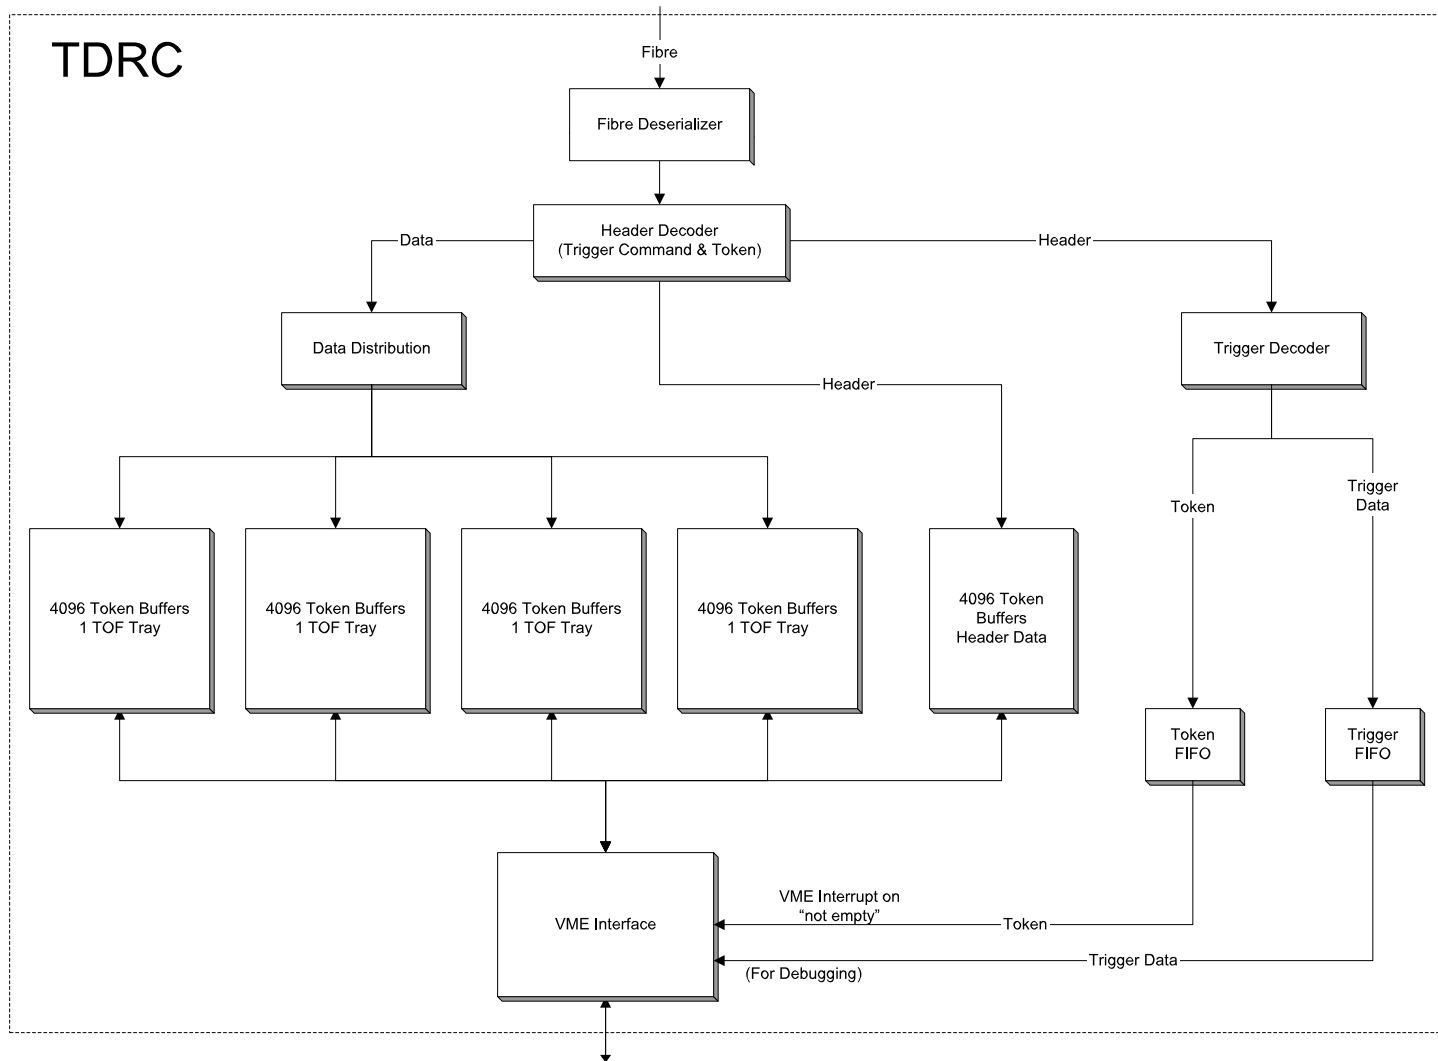 TDRC
Fibre
Fibre Deserializer
Header Decoder
(Trigger Command & Token)
Data
Header
Data Distribution
Trigger Decoder
Header
Token
Trigger
Data
4096 Token Buffers
1 TOF Tray
4096 Token Buffers
1 TOF Tray
4096 Token Buffers
1 TOF Tray
4096 Token Buffers
1 TOF Tray
4096 Token
Buffers
Header Data
Token
FIFO
Trigger
FIFO
VME Interface
VME Interrupt on
“not empty”
Token
(For Debugging)
Trigger Data